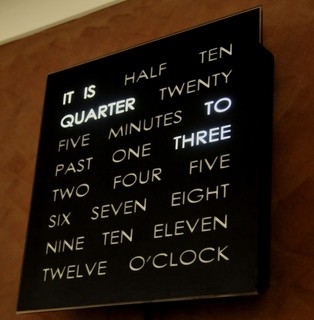 IT IS HALF TEN
QUARTER TWENTY
FIVE MINUTES TO
PAST ONE THREE
TWO FOUR FIVE
SIX SEVEN EIGHT
NINE TEN ELEVEN
TWELVE O'CLOCK